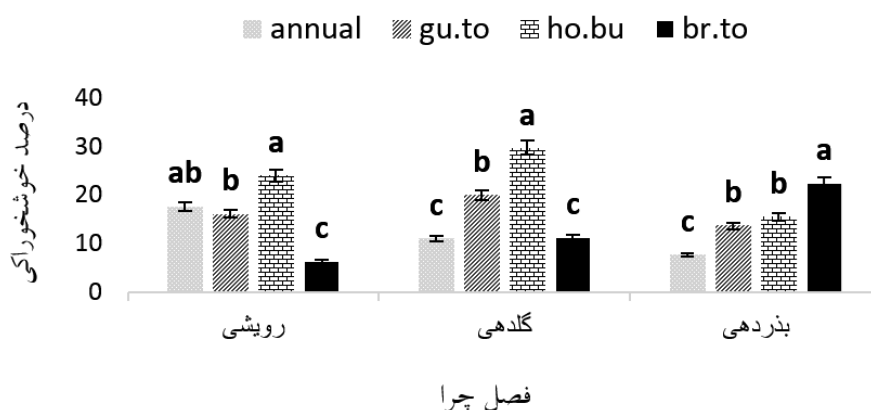 annual gu.to ho.bu br.to
درصد خوشخوراکی
40
30
20
10
0
ab b a c
c b a c
c b b a
رویشی گلدهی بذردهی
فصل چرا